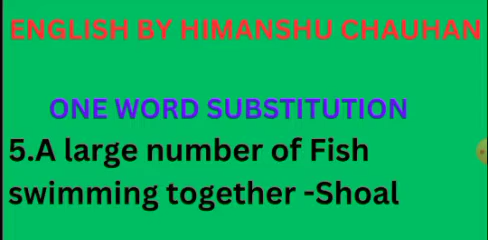 ENGLISH BY HIMANSHU CHAUHAN
ONE WORD SUBSTITUTION
5.A large number of Fish
swimming together -Shoal